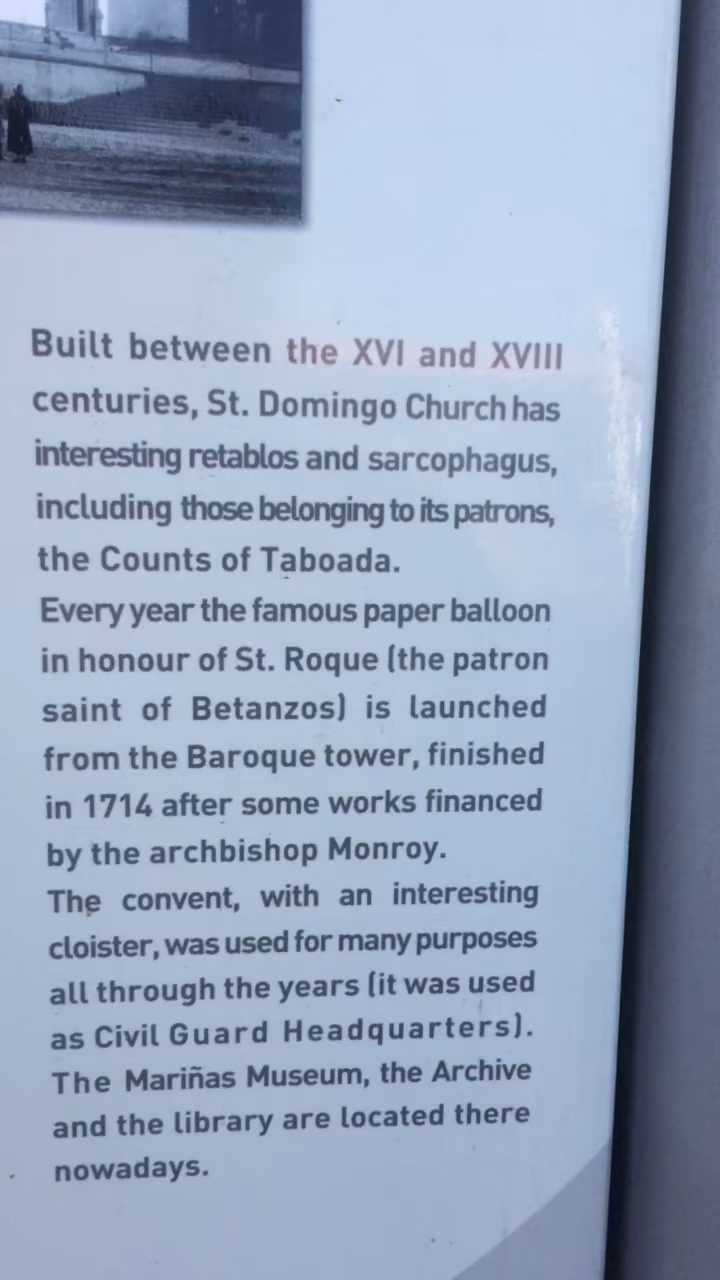 Built between the XVI and XVIII
centuries, St. Domingo Church has
interesting retablos and sarcophagus,
including those belonging to its patrons,
the Counts of Taboada.
Every year the famous paper balloon
in honour of St. Roque (the patron
saint of Betanzos) is launched
from the Baroque tower, finished
in 1714 after some works financed
by the archbishop Monroy.
The convent, with an interesting
cloister, was used for many purposes
all through the years (it was used
as Civil Guard Headquarters).
The Mariñas Museum, the Archive
and the library are located there
nowadays.